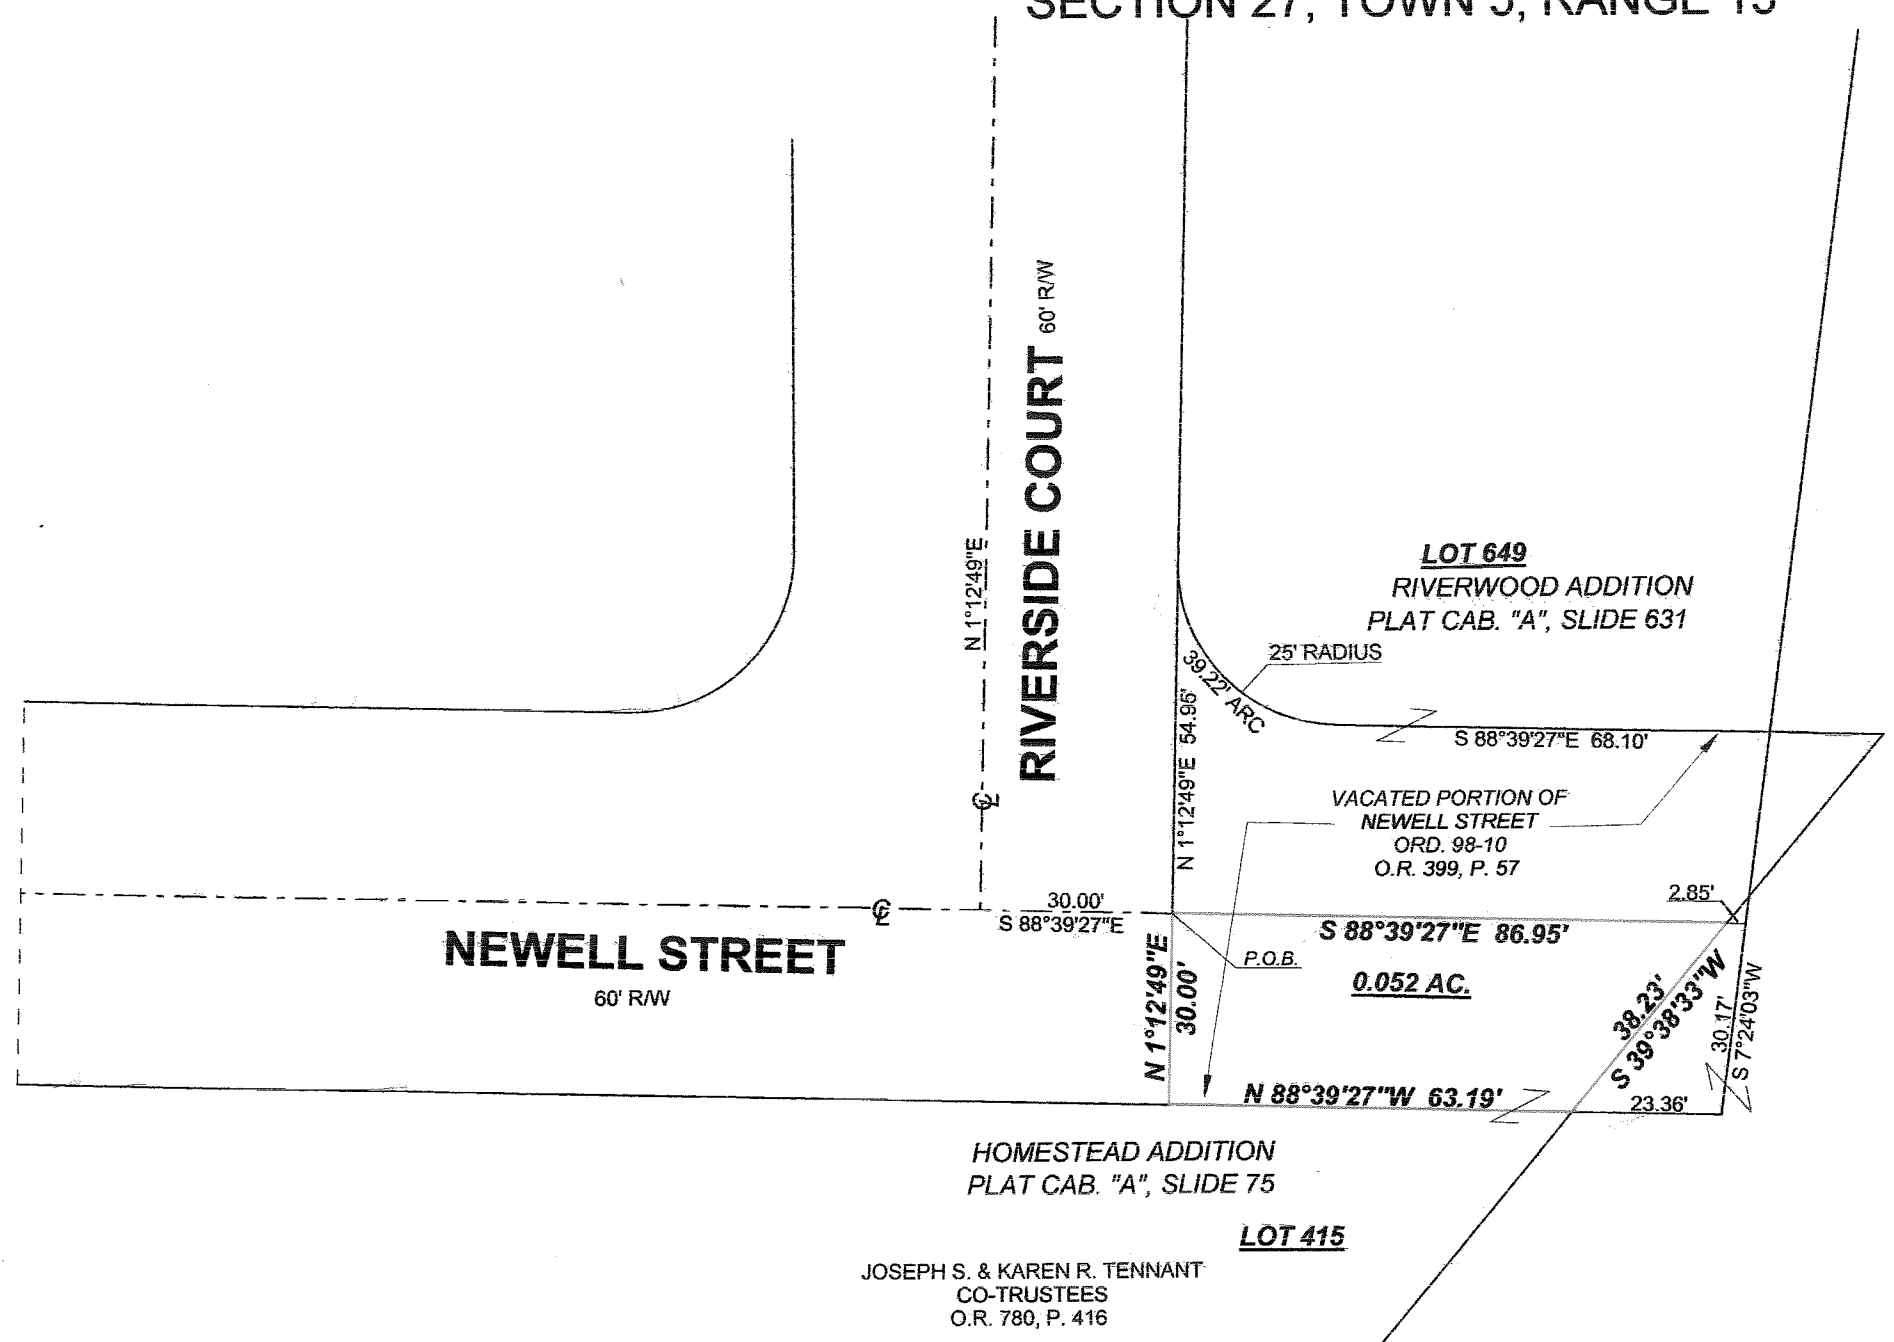 SECTION 27, TOWN 5, RANGE 15
RIVERSIDE COURT 60' R/W
N 1°12'49"E
LOT 649
RIVERWOOD ADDITION
PLAT CAB. "A", SLIDE 631
25' RADIUS
39.22' ARC
N 1°12'49"E 54.95'
S 88°39'27"E 68.10'
VACATED PORTION OF
NEWELL STREET
ORD. 98-10
O.R. 399, P. 57
2.85'
30.00'
S 88°39'27"E
S 88°39'27"E 86.95'
NEWELL STREET
60' R/W
P.O.B.
0.052 AC.
N 1°12'49"E
30.00'
38.23'
S 39°38'33"W
30.17'
S 7°24'03"W
N 88°39'27"W 63.19'
23.36'
HOMESTEAD ADDITION
PLAT CAB. "A", SLIDE 75
LOT 415
JOSEPH S. & KAREN R. TENNANT
CO-TRUSTEES
O.R. 780, P. 416